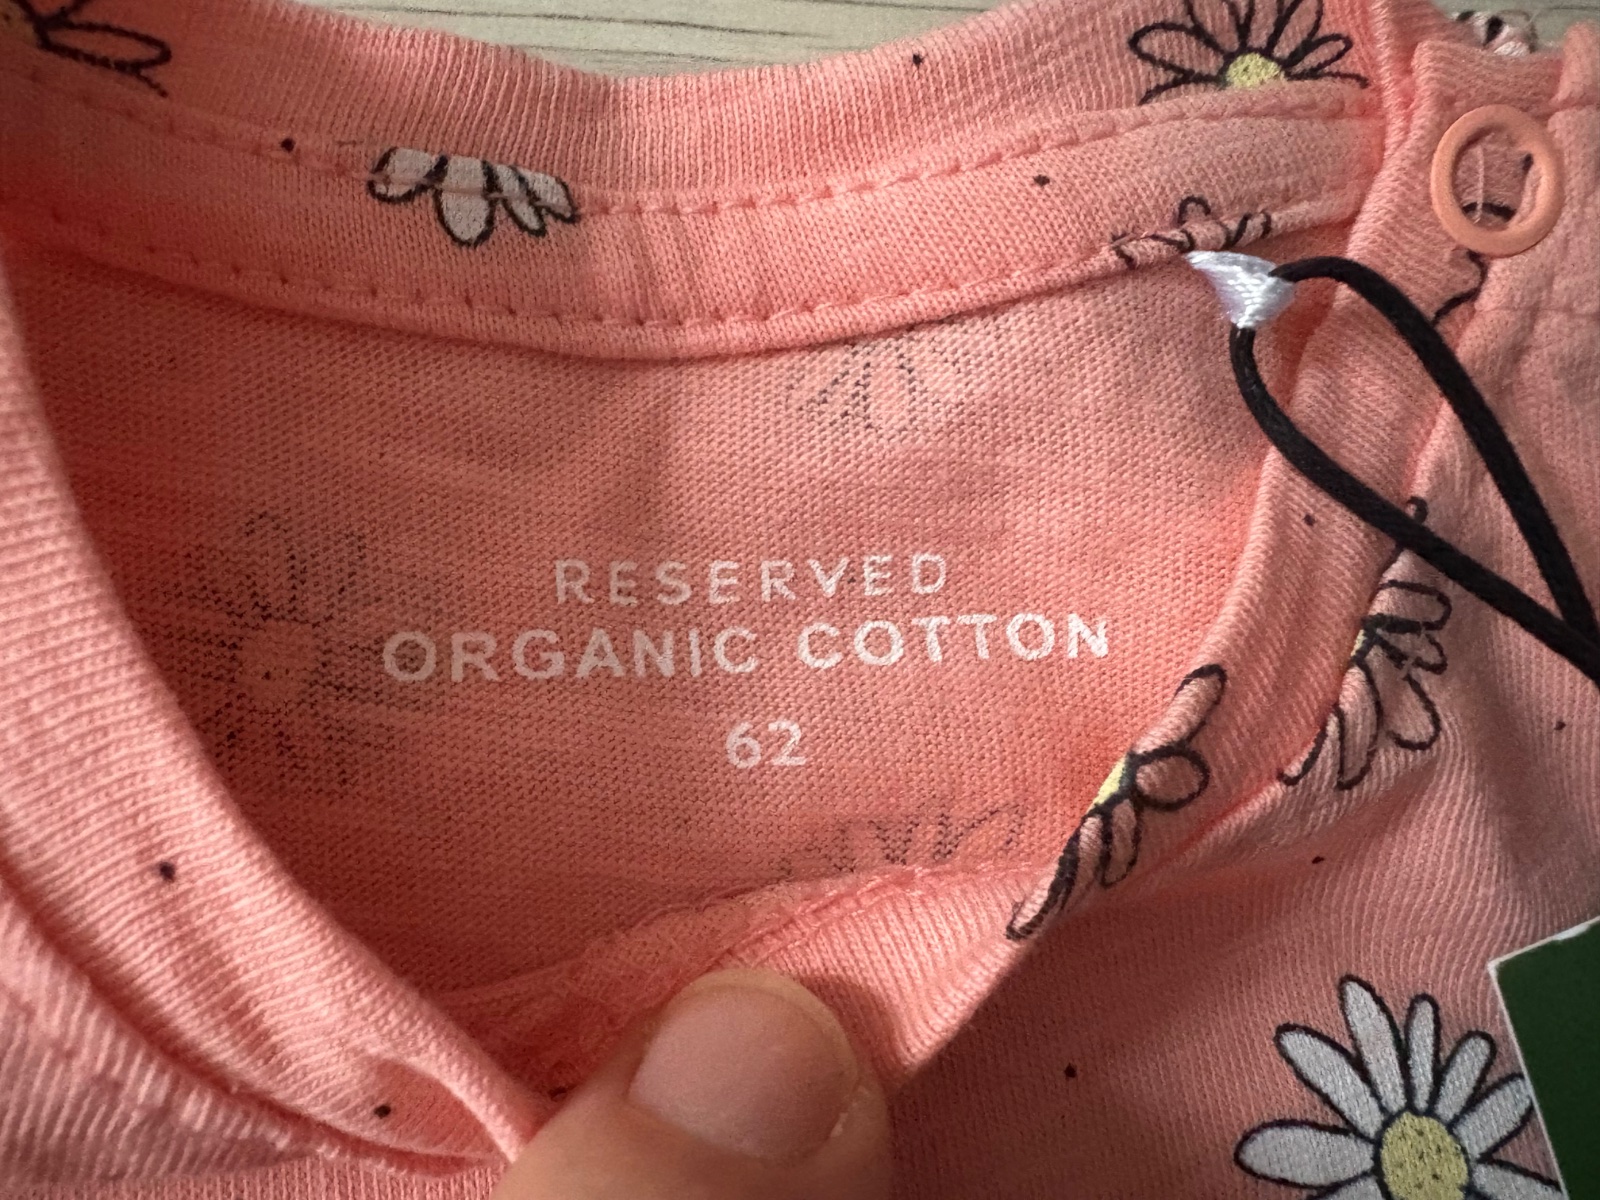 RESERVED
ORGANIC COTTON
62